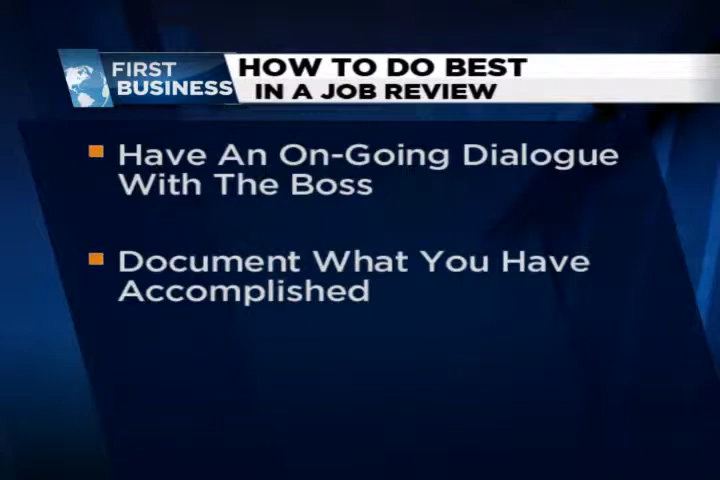 FIRST
BUSINESS
HOW TO DO BEST
IN A JOB REVIEW
Have An On-Going Dialogue
With The Boss
Document What You Have
Accomplished